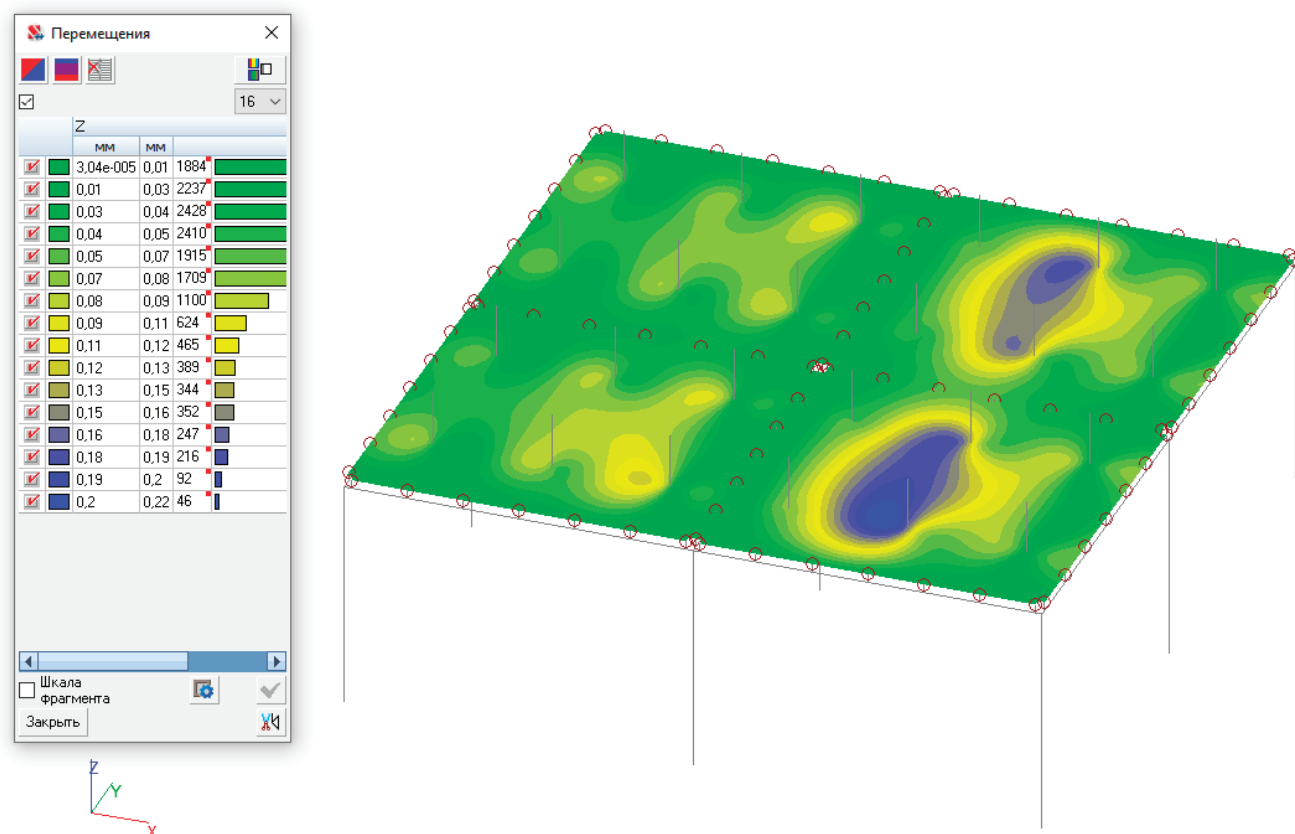 Перемещения
16
Z
мм мм
3,04e-005 0,01 1884
0,01 0,03 2237
0,03 0,04 2428
0,04 0,05 2410
0,05 0,07 1915
0,07 0,08 1709
0,08 0,09 1100
0,09 0,11 624
0,11 0,12 465
0,12 0,13 389
0,13 0,15 344
0,15 0,16 352
0,16 0,18 247
0,18 0,19 216
0,19 0,2 92
0,2 0,22 46
Шкала
фрагмента
Закрыть
Z
Y
X